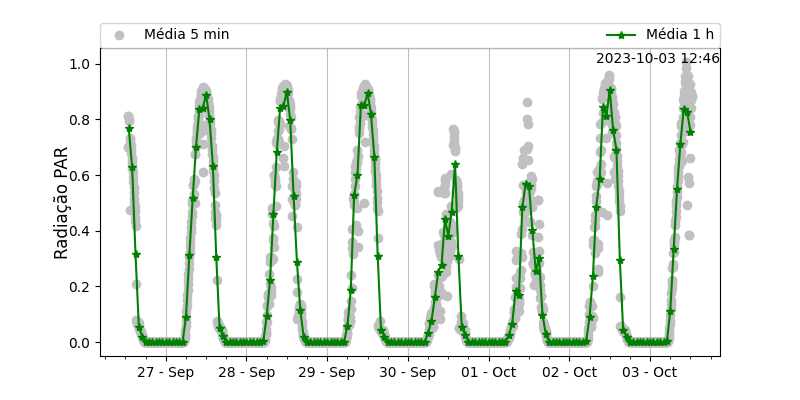 Média 5 min
Média 1 h
2023-10-03 12:46
Radiação PAR
1.0
0.8
0.6
0.4
0.2
0.0
27 - Sep
28 - Sep
29 - Sep
30 - Sep
01 - Oct
02 - Oct
03 - Oct